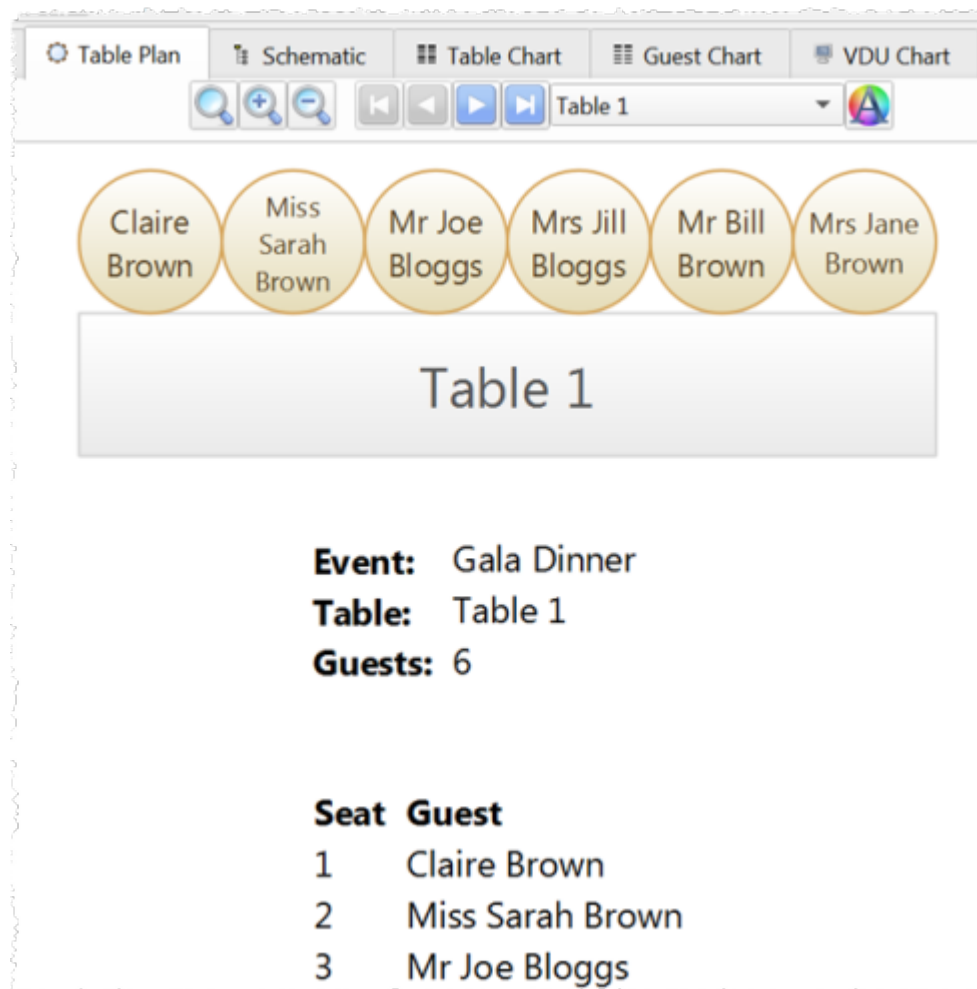 Table Plan Schematic Table Chart Guest Chart VDU Chart
Table 1
Claire Brown
Miss Sarah Brown
Mr Joe Bloggs
Mrs Jill Bloggs
Mr Bill Brown
Mrs Jane Brown
Table 1
Event: Gala Dinner
Table: Table 1
Guests: 6
Seat Guest
1 Claire Brown
2 Miss Sarah Brown
3 Mr Joe Bloggs